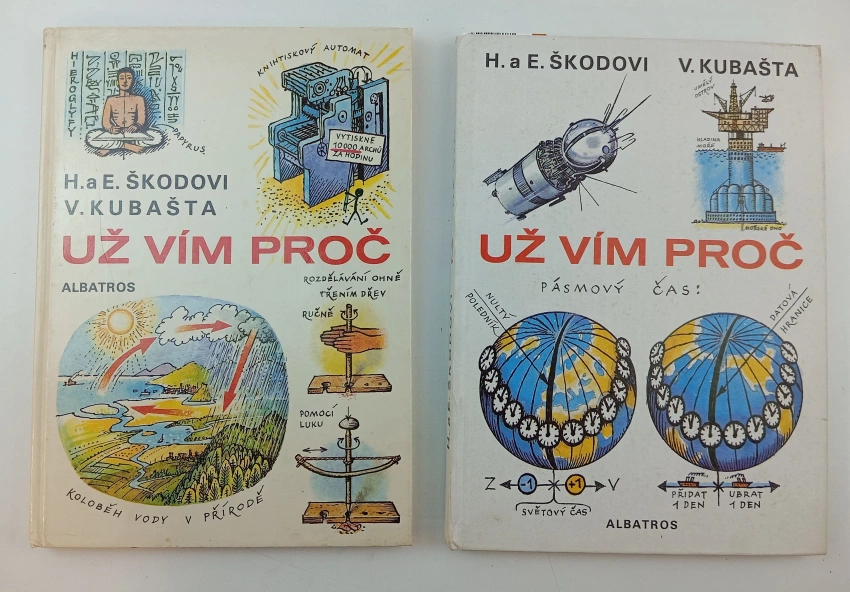 HIEROGLYFY
PAPYRUS
KNIHTISKOVÝ AUTOMAT
VYTISKNE
10000 ARCHŮ
ZA HODINU
H. a E. ŠKODOVI
V. KUBAŠTA
UŽ VÍM PROČ
ALBATROS
ROZDĚLÁVÁNÍ OHNĚ
TŘENÍM DŘEV
RUČNĚ
POMOCÍ
LUKU
KOLOBĚH VODY V PŘÍRODĚ
H. a E. ŠKODOVI V. KUBAŠTA
UMĚLÝ
OSTROV
HLADINA
MOŘE
MOŘSKÉ DNO
UŽ VÍM PROČ
PÁSMOVÝ ČAS:
NULTÝ
POLEDNÍK
DATOVÁ
HRANICE
Z -1 +1 V
SVĚTOVÝ ČAS
PŘIDAT
1 DEN
UBRAT
1 DEN
ALBATROS